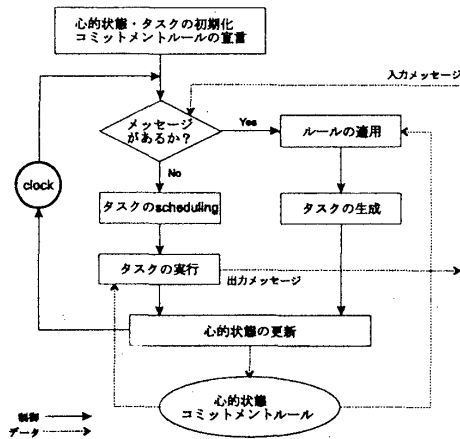 心的状態・タスクの初期化
コミットメントルールの宣言
入力メッセージ
メッセージ
があるか？
Yes
ルールの適用
No
clock
タスクのscheduling
タスクの生成
タスクの実行
出力メッセージ
心的状態の更新
心的状態
コミットメントルール
制御
データ